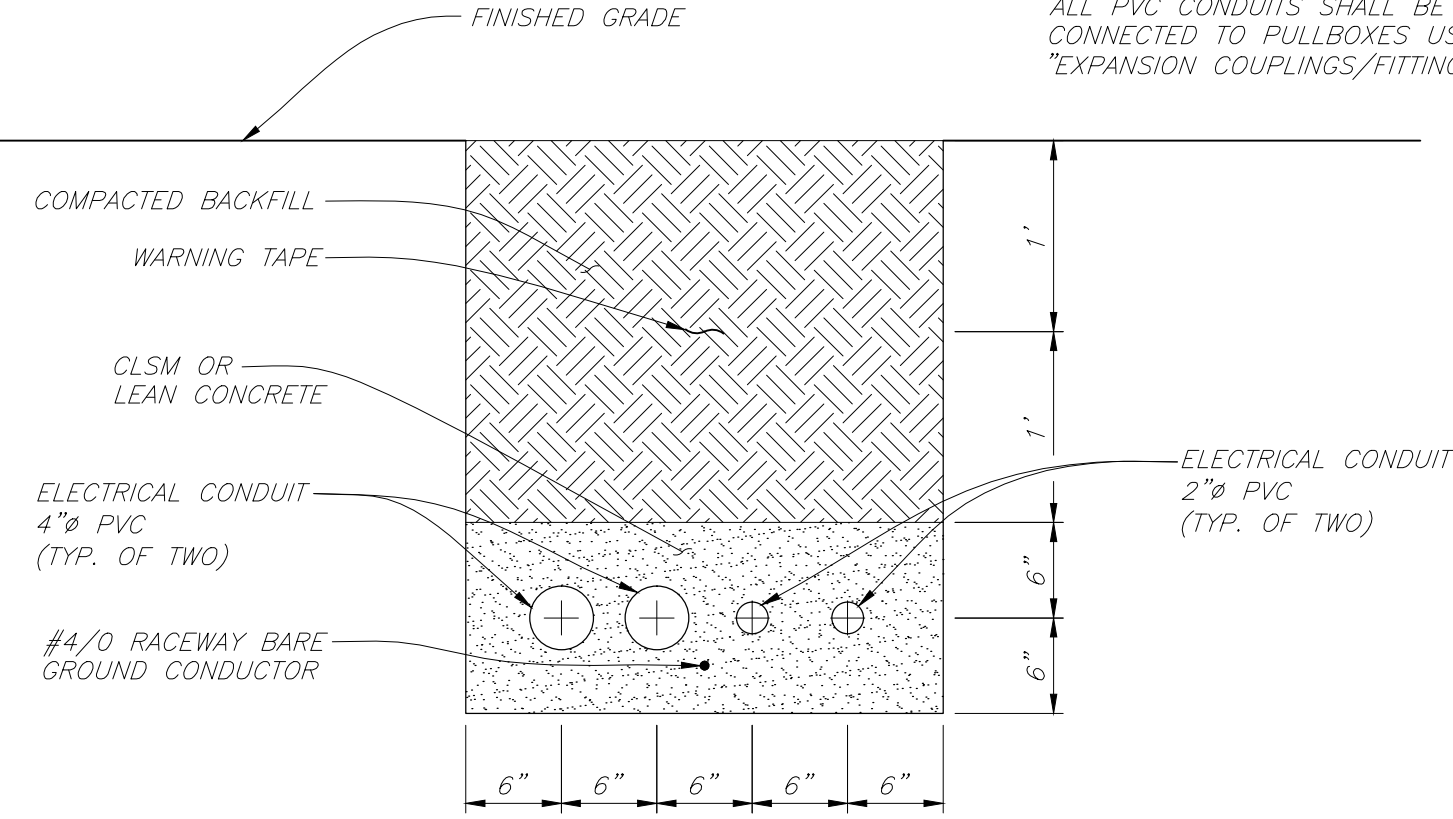 FINISHED GRADE
ALL PVC CONDUITS SHALL BE
CONNECTED TO PULLBOXES
"EXPANSION COUPLINGS/
COMPACTED BACKFILL
WARNING TAPE
1'
CLSM OR
LEAN CONCRETE
1'
ELECTRICAL CONDUIT
4"ø PVC
(TYP. OF TWO)
ELECTRICAL CONDUIT
2"ø PVC
(TYP. OF TWO)
6"
#4/0 RACEWAY BARE
GROUND CONDUCTOR
6"
6" 6" 6" 6" 6"